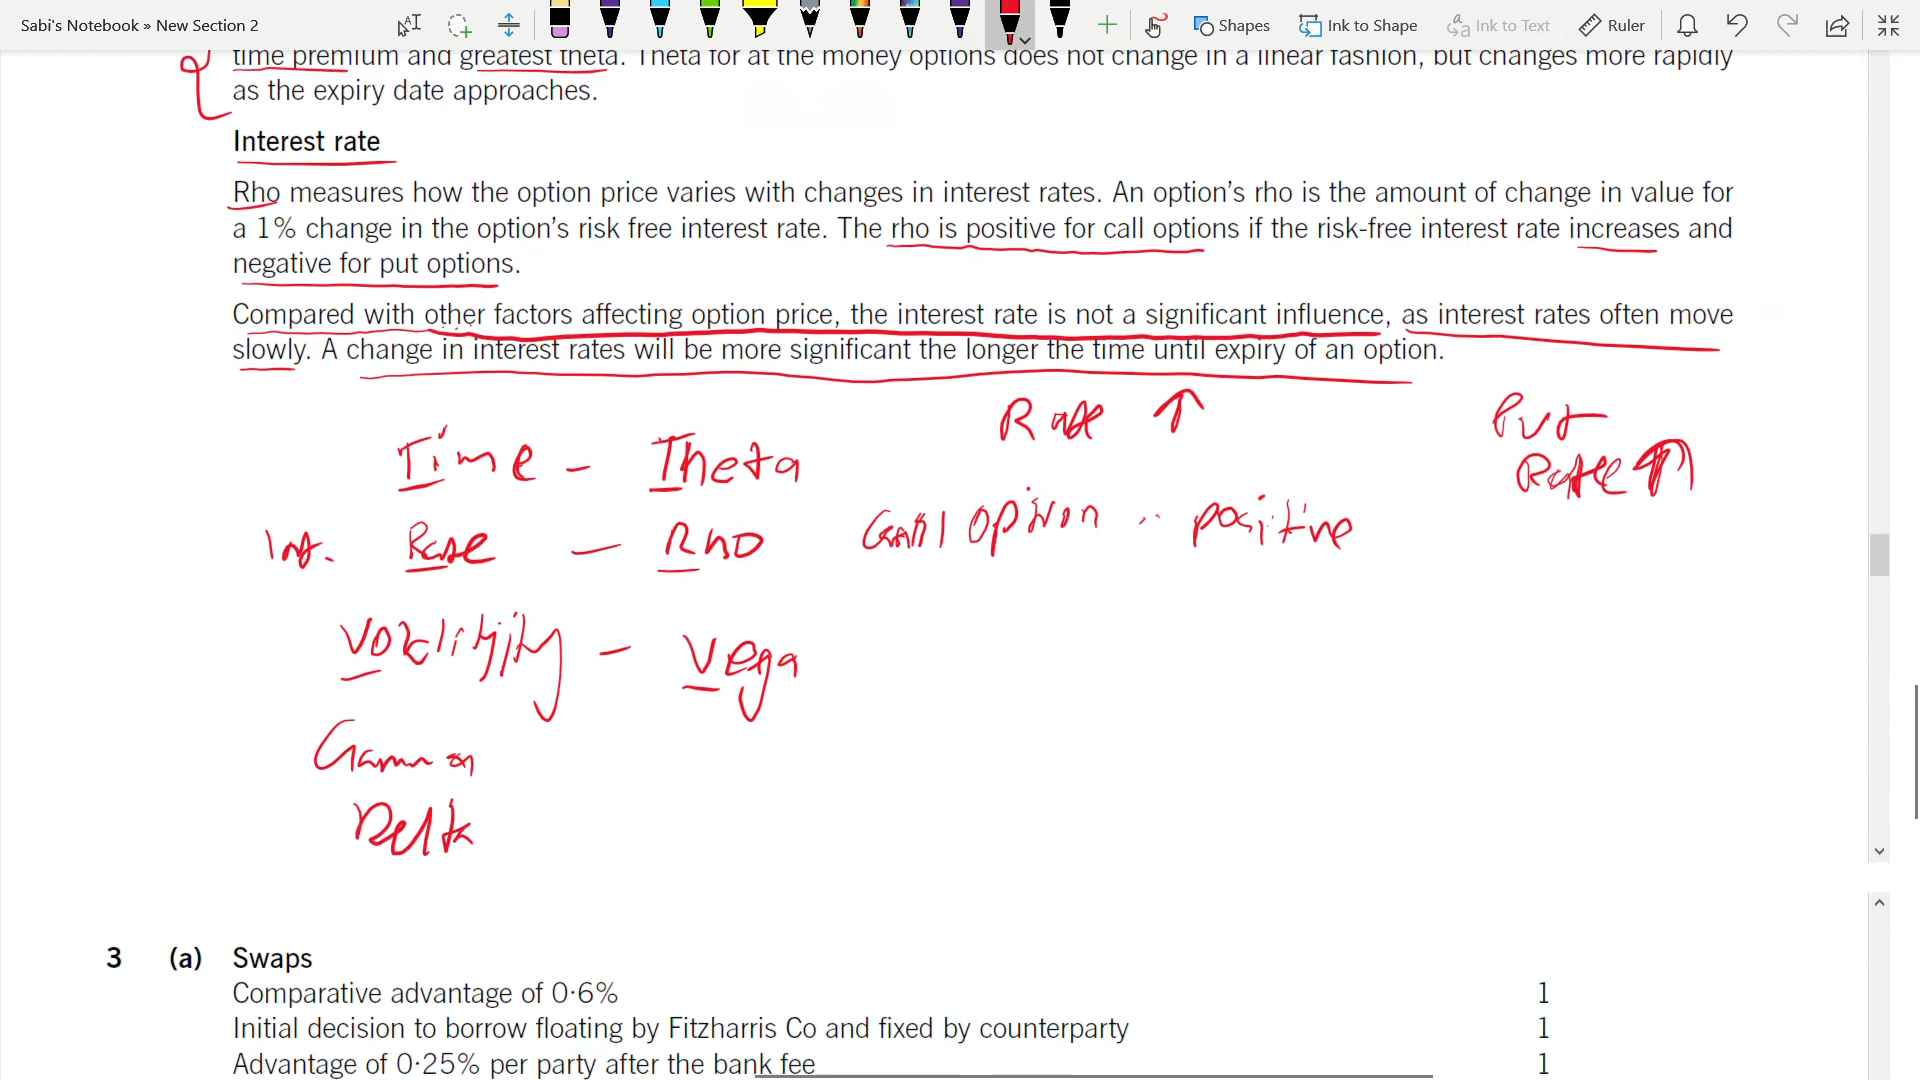 Sabi's Notebook » New Section 2
Shapes
Ink to Shape
Ink to Text
Ruler
time premium and greatest theta. Theta for at the money options does not change in a linear fashion, but changes more rapidly
as the expiry date approaches.
Interest rate
Rho measures how the option price varies with changes in interest rates. An option's rho is the amount of change in value for
a 1% change in the option's risk free interest rate. The rho is positive for call options if the risk-free interest rate increases and
negative for put options.
Compared with other factors affecting option price, the interest rate is not a significant influence, as interest rates often move
slowly. A change in interest rates will be more significant the longer the time until expiry of an option.
Rate ↑
Put
Rate ↑
Time - Theta
Int. Rate - Rho
Call option .. positive
Volitility - Vega
Gamma
Delta
3 (a) Swaps
Comparative advantage of 0·6% 1
Initial decision to borrow floating by Fitzharris Co and fixed by counterparty 1
Advantage of 0·25% per party after the bank fee 1